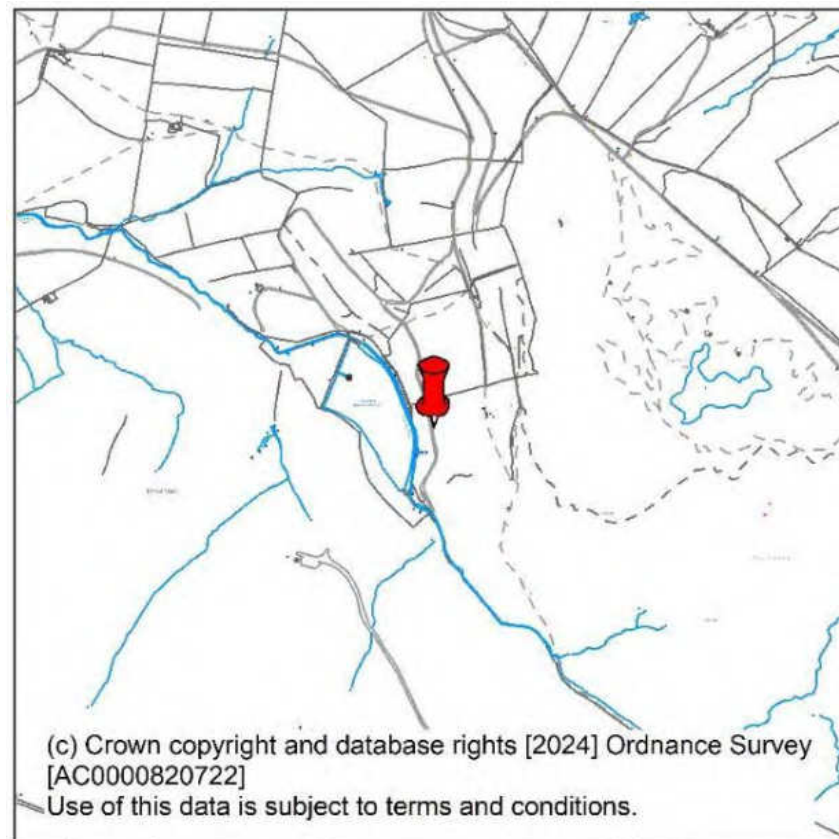 (c) Crown copyright and database rights [2024] Ordnance Survey
[AC0000820722]
Use of this data is subject to terms and conditions.